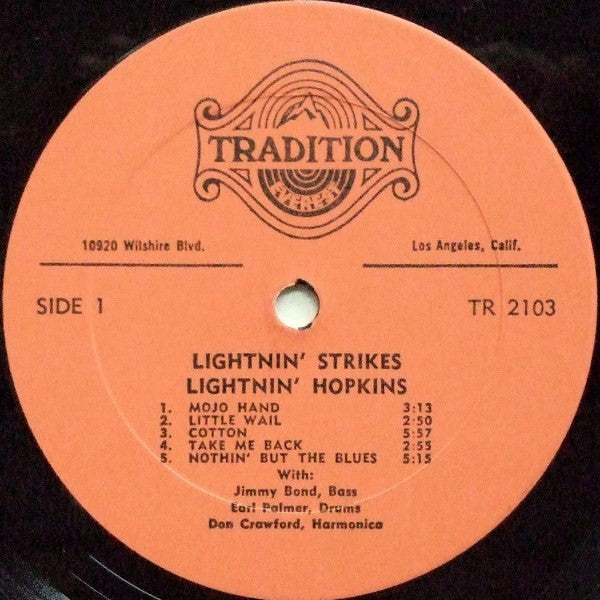 TRADITION
EVEREST
10920 Wilshire Blvd.
Los Angeles, Calif.
SIDE 1
TR 2103
LIGHTNIN' STRIKES
LIGHTNIN' HOPKINS
1. MOJO HAND 3:13
2. LITTLE WAIL 2:50
3. COTTON 5:57
4. TAKE ME BACK 2:55
5. NOTHIN' BUT THE BLUES 5:15
With:
Jimmy Bond, Bass
Earl Palmer, Drums
Don Crawford, Harmonica